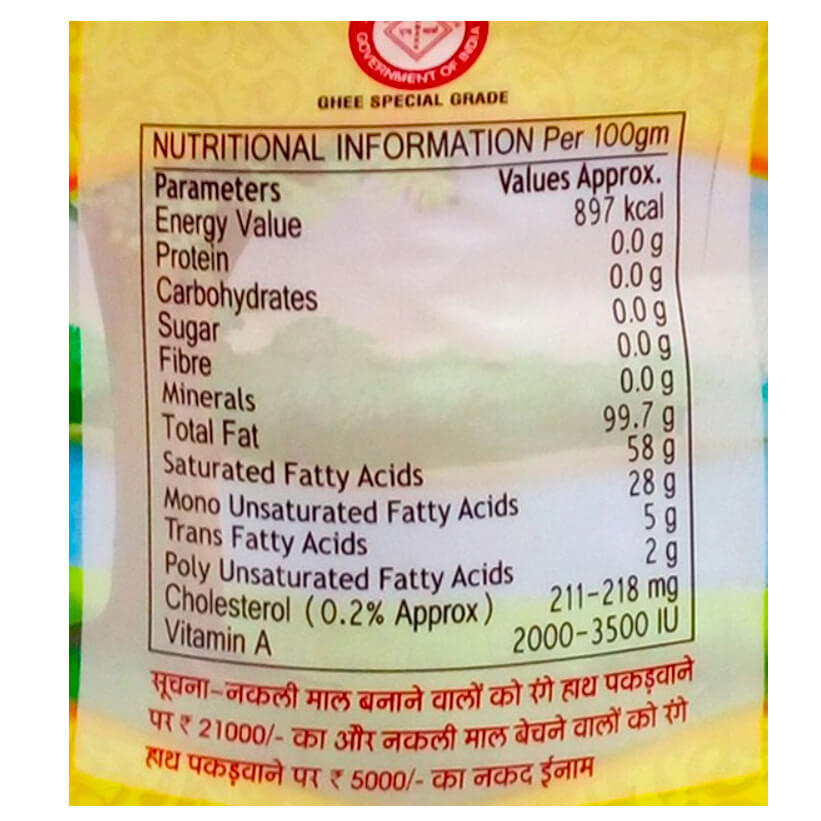 एगमार्क
GOVERNMENT OF INDIA
GHEE SPECIAL GRADE
NUTRITIONAL INFORMATION Per 100gm
Parameters Values Approx.
Energy Value 897 kcal
Protein 0.0 g
Carbohydrates 0.0 g
Sugar 0.0 g
Fibre 0.0 g
Minerals 0.0 g
Total Fat 99.7 g
Saturated Fatty Acids 58 g
Mono Unsaturated Fatty Acids 28 g
Trans Fatty Acids 5 g
Poly Unsaturated Fatty Acids 2 g
Cholesterol (0.2% Approx) 211-218 mg
Vitamin A 2000-3500 IU
सूचना-नकली माल बनाने वालों को रंगे हाथ पकड़वाने
पर ₹ 21000/- का और नकली माल बेचने वालों को रंगे
हाथ पकड़वाने पर ₹ 5000/- का नकद ईनाम